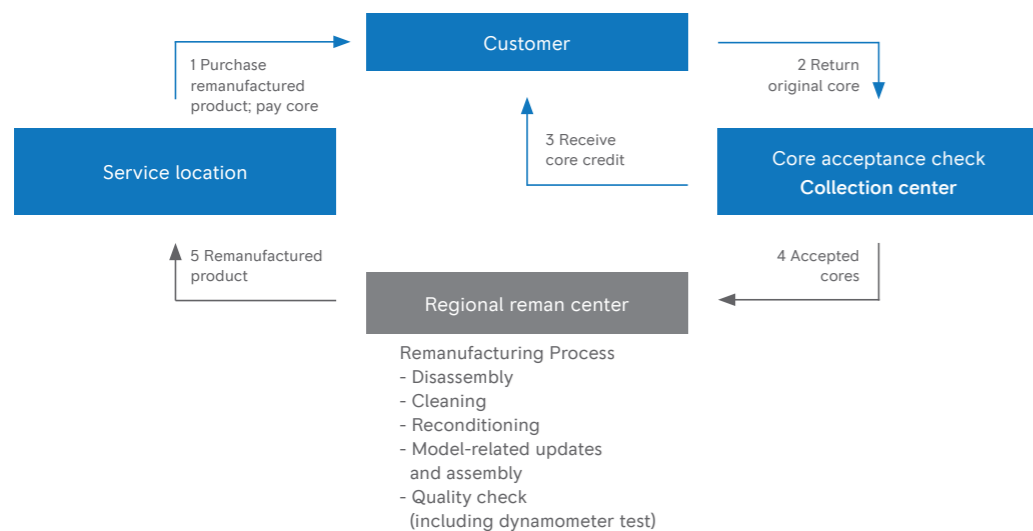 Customer
1 Purchase
remanufactured
product; pay core
2 Return
original core
3 Receive
core credit
Service location
Core acceptance check
Collection center
5 Remanufactured
product
4 Accepted
cores
Regional reman center
Remanufacturing Process
- Disassembly
- Cleaning
- Reconditioning
- Model-related updates
and assembly
- Quality check
(including dynamometer test)